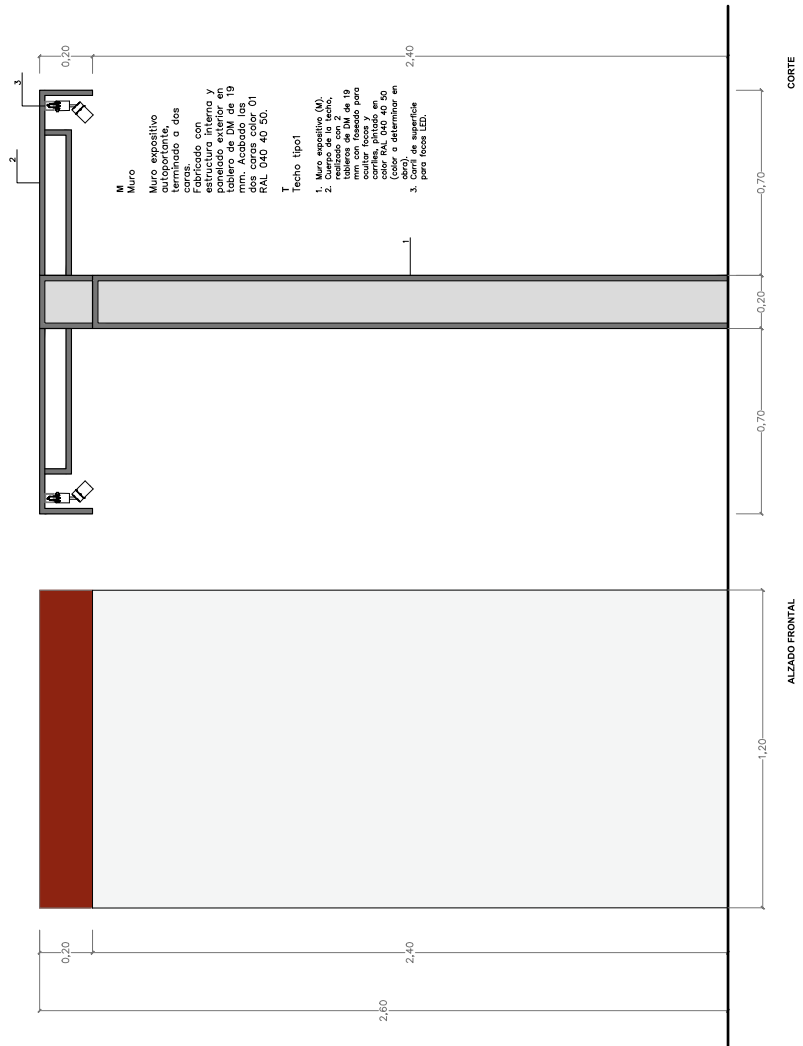 ALZADO FRONTAL
CORTE
2,60
0,20
2,40
1,20
0,20
2,40
0,70
0,20
0,70
2
3
1
M
Muro
Muro expositivo
autoportante,
terminado a dos
caras.
Fabricado con
estructura interna y
panelado exterior en
tablero de DM de 19
mm. Acabado las
dos caras color 01
RAL 040 40 50.
T
Techo tipo1
1. Muro expositivo (M).
2. Cuerpo de la techo,
realizado con 2
tableros de DM de 19
mm con foseado para
ocultar focos y
carriles, pintado en
color RAL 040 40 50
(color a determinar en
obra).
3. Carril de superficie
para focos LED.